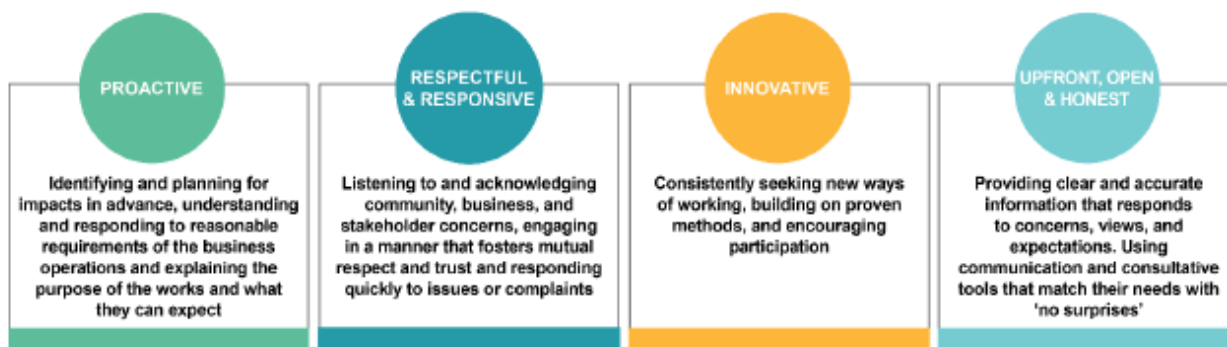 PROACTIVE
Identifying and planning for
impacts in advance, understanding
and responding to reasonable
requirements of the business
operations and explaining the
purpose of the works and what
they can expect
RESPECTFUL
& RESPONSIVE
Listening to and acknowledging
community, business, and
stakeholder concerns, engaging
in a manner that fosters mutual
respect and trust and responding
quickly to issues or complaints
INNOVATIVE
Consistently seeking new ways
of working, building on proven
methods, and encouraging
participation
UPFRONT, OPEN
& HONEST
Providing clear and accurate
information that responds
to concerns, views, and
expectations. Using
communication and consultative
tools that match their needs with
‘no surprises’